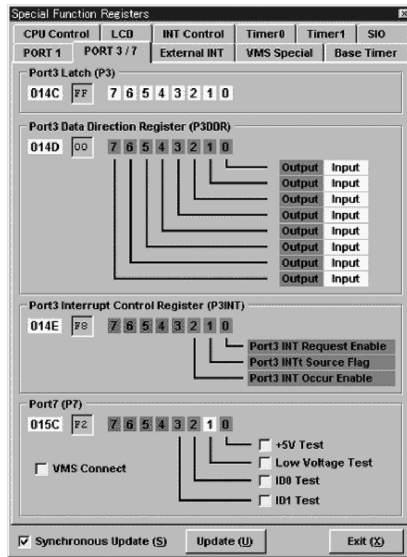 Special Function Registers
CPU Control LCD INT Control Timer0 Timer1 SIO
PORT 1 PORT 3 / 7 External INT VMS Special Base Timer
Port3 Latch (P3)
014C FF 7 6 5 4 3 2 1 0
Port3 Data Direction Register (P3DDR)
014D 00 7 6 5 4 3 2 1 0
Output Input
Output Input
Output Input
Output Input
Output Input
Output Input
Output Input
Output Input
Port3 Interrupt Control Register (P3INT)
014E F8 7 6 5 4 3 2 1 0
Port3 INT Request Enable
Port3 INTt Source Flag
Port3 INT Occur Enable
Port7 (P7)
015C F2 7 6 5 4 3 2 1 0
+5V Test
VMS Connect Low Voltage Test
ID0 Test
ID1 Test
Synchronous Update (S) Update (U) Exit (X)